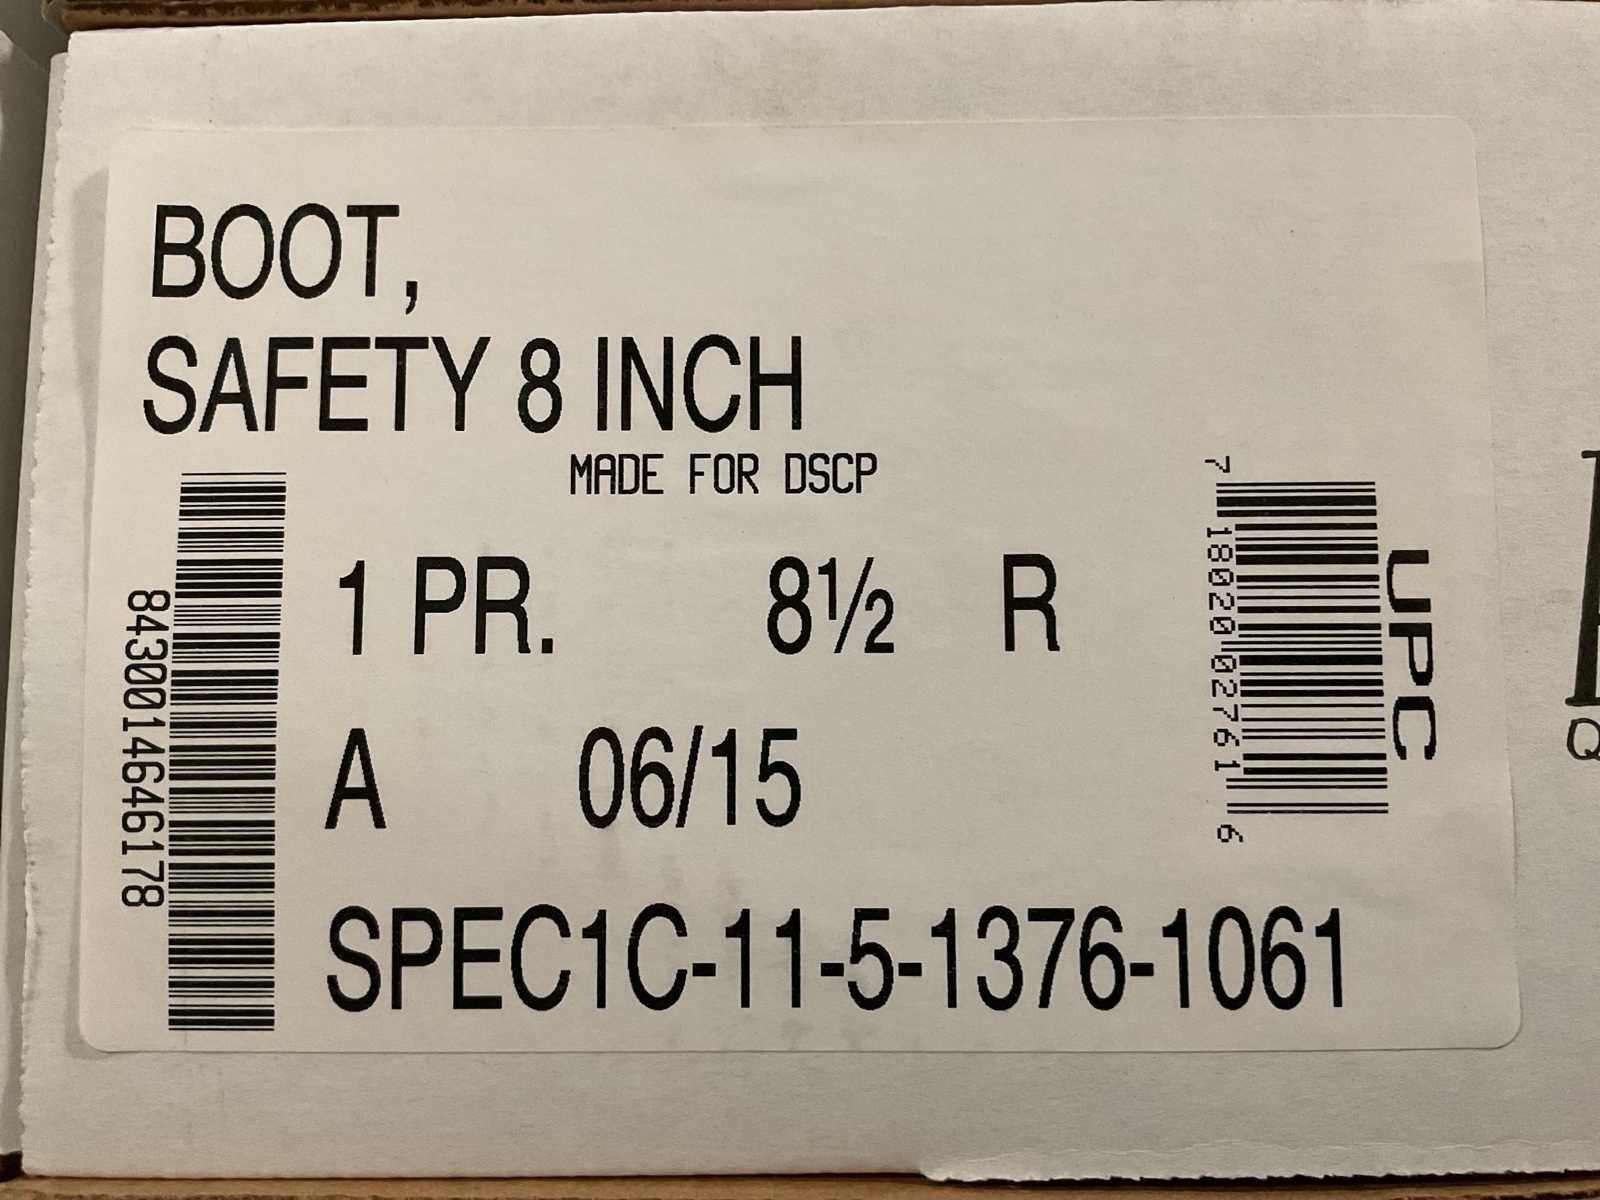 BOOT,
SAFETY 8 INCH
MADE FOR DSCP
8430014646178
1 PR. 8½ R
A 06/15
SPEC1C-11-5-1376-1061
7 18020 02761 6
UPC